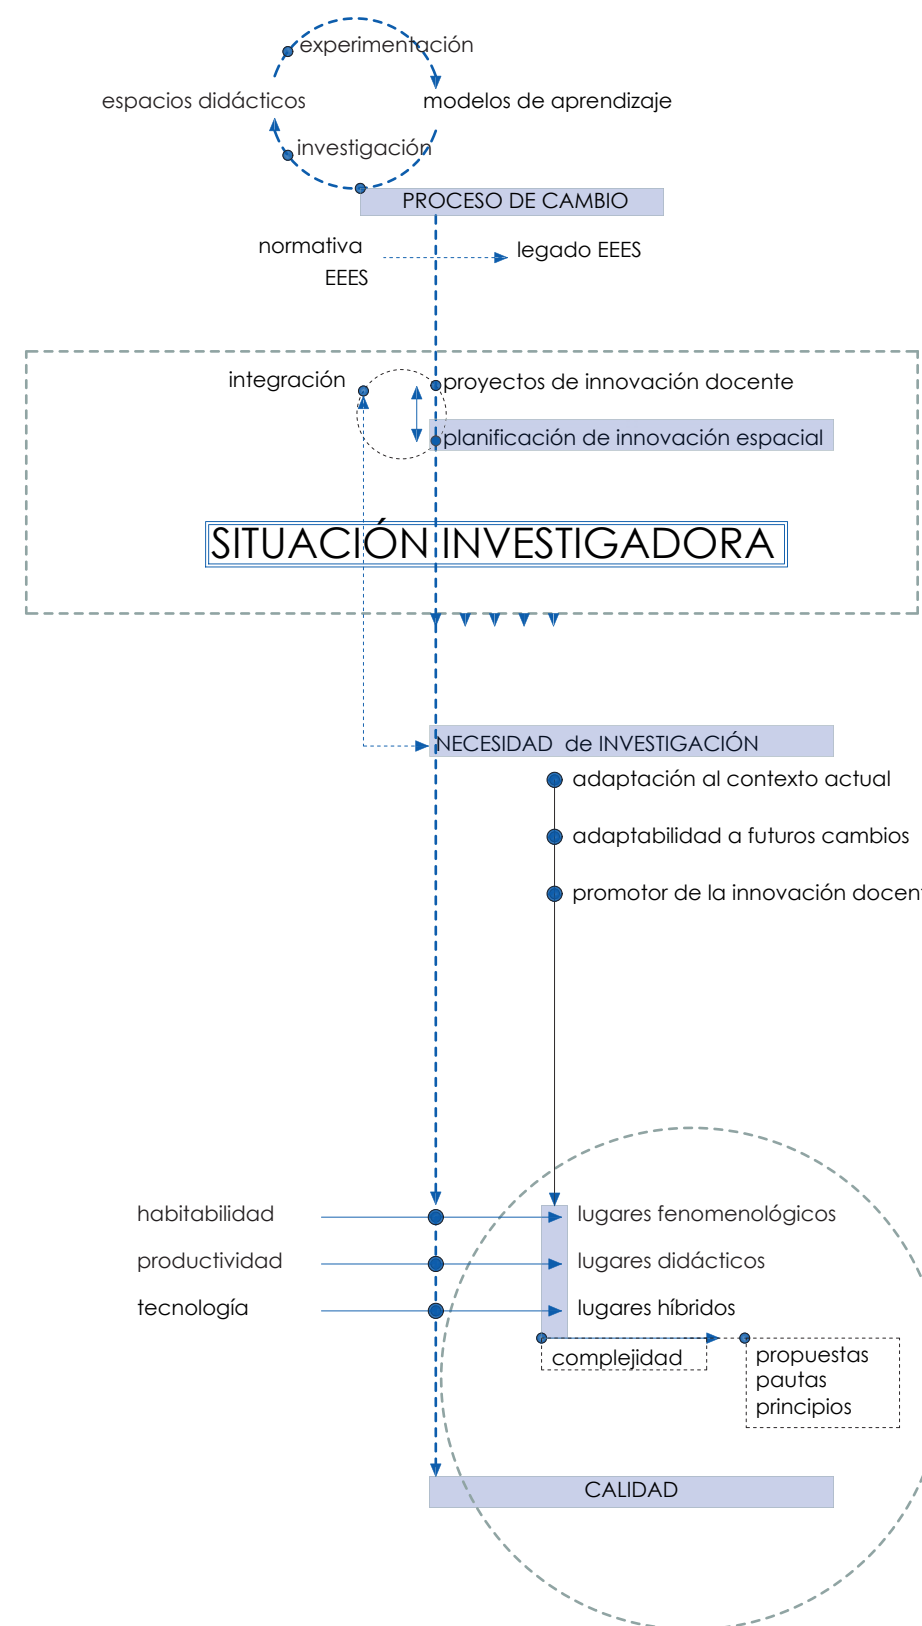 experimentación
espacios didácticos
modelos de aprendizaje
investigación
PROCESO DE CAMBIO
normativa
EEES
legado EEES
integración
proyectos de innovación docente
planificación de innovación espacial
SITUACIÓN INVESTIGADORA
NECESIDAD de INVESTIGACIÓN
adaptación al contexto actual
adaptabilidad a futuros cambios
promotor de la innovación docen
habitabilidad
lugares fenomenológicos
productividad
lugares didácticos
tecnología
lugares híbridos
complejidad
propuestas
pautas
principios
CALIDAD